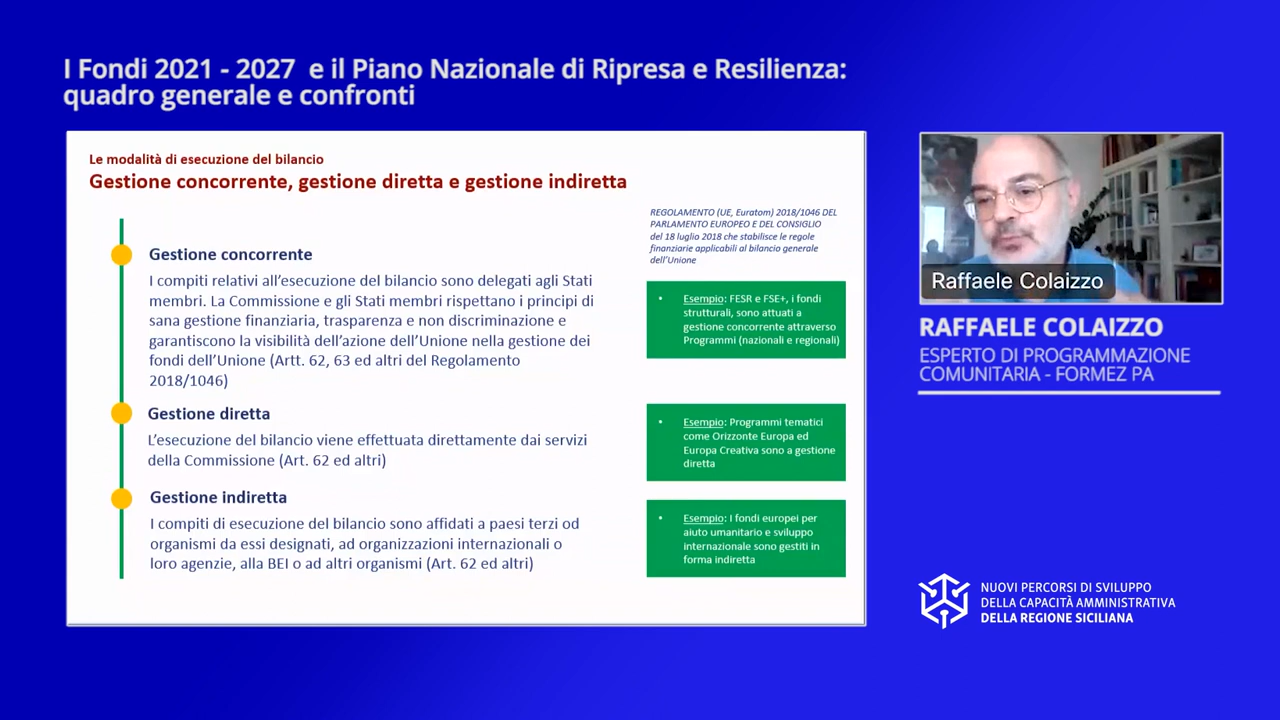 I Fondi 2021 - 2027 e il Piano Nazionale di Ripresa e Resilienza:
quadro generale e confronti
Le modalità di esecuzione del bilancio
Gestione concorrente, gestione diretta e gestione indiretta
REGOLAMENTO (UE, Euratom) 2018/1046 DEL
PARLAMENTO EUROPEO E DEL CONSIGLIO
del 18 luglio 2018 che stabilisce le regole
finanziarie applicabili al bilancio generale
dell'Unione
Gestione concorrente
I compiti relativi all'esecuzione del bilancio sono delegati agli Stati
membri. La Commissione e gli Stati membri rispettano i principi di
sana gestione finanziaria, trasparenza e non discriminazione e
garantiscono la visibilità dell'azione dell'Unione nella gestione dei
fondi dell'Unione (Artt. 62, 63 ed altri del Regolamento
2018/1046)
• Esempio: FESR e FSE+, i fondi
strutturali, sono attuati a
gestione concorrente attraverso
Programmi (nazionali e regionali)
Gestione diretta
L'esecuzione del bilancio viene effettuata direttamente dai servizi
della Commissione (Art. 62 ed altri)
• Esempio: Programmi tematici
come Orizzonte Europa ed
Europa Creativa sono a gestione
diretta
Gestione indiretta
I compiti di esecuzione del bilancio sono affidati a paesi terzi od
organismi da essi designati, ad organizzazioni internazionali o
loro agenzie, alla BEI o ad altri organismi (Art. 62 ed altri)
• Esempio: I fondi europei per
aiuto umanitario e sviluppo
internazionale sono gestiti in
forma indiretta
Raffaele Colaizzo
RAFFAELE COLAIZZO
ESPERTO DI PROGRAMMAZIONE
COMUNITARIA - FORMEZ PA
NUOVI PERCORSI DI SVILUPPO
DELLA CAPACITÀ AMMINISTRATIVA
DELLA REGIONE SICILIANA